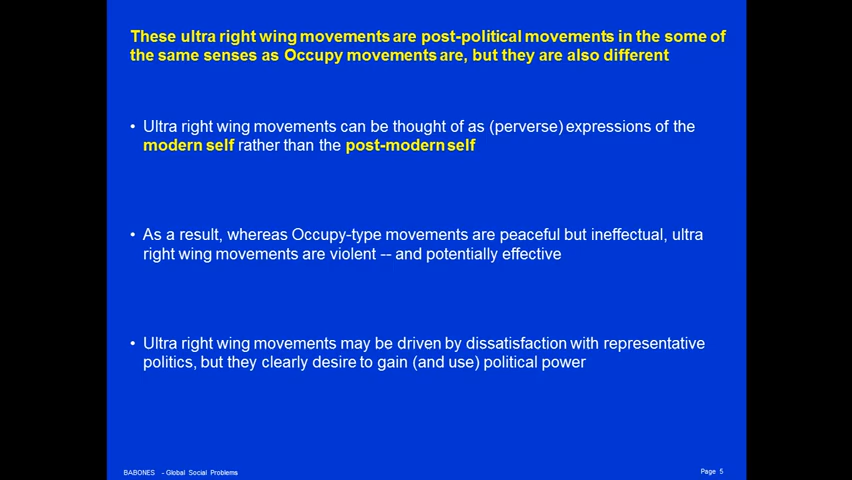 These ultra right wing movements are post-political movements in the some of
the same senses as Occupy movements are, but they are also different
• Ultra right wing movements can be thought of as (perverse) expressions of the
modern self rather than the post-modern self
• As a result, whereas Occupy-type movements are peaceful but ineffectual, ultra
right wing movements are violent -- and potentially effective
• Ultra right wing movements may be driven by dissatisfaction with representative
politics, but they clearly desire to gain (and use) political power
BABONES - Global Social Problems
Page 5